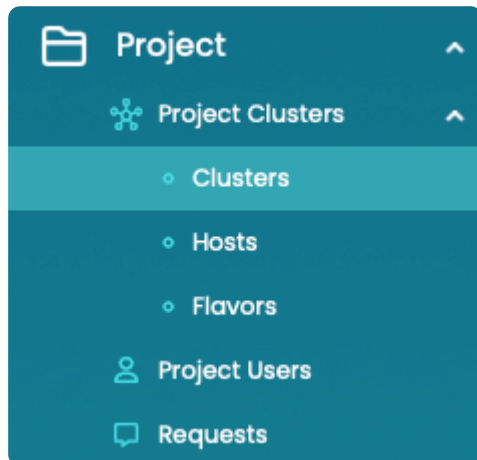 Project
Project Clusters
Clusters
Hosts
Flavors
Project Users
Requests